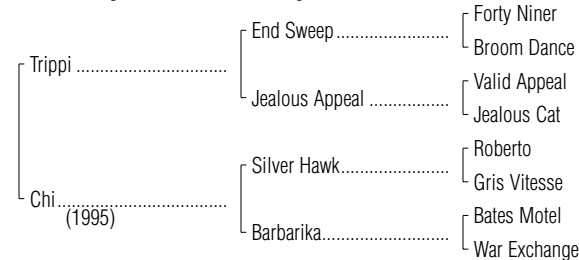 Forty Niner
End Sweep
Broom Dance
Trippi
Valid Appeal
Jealous Appeal
Jealous Cat
Roberto
Silver Hawk
Gris Vitesse
Chi
(1995)
Bates Motel
Barbarika
War Exchange